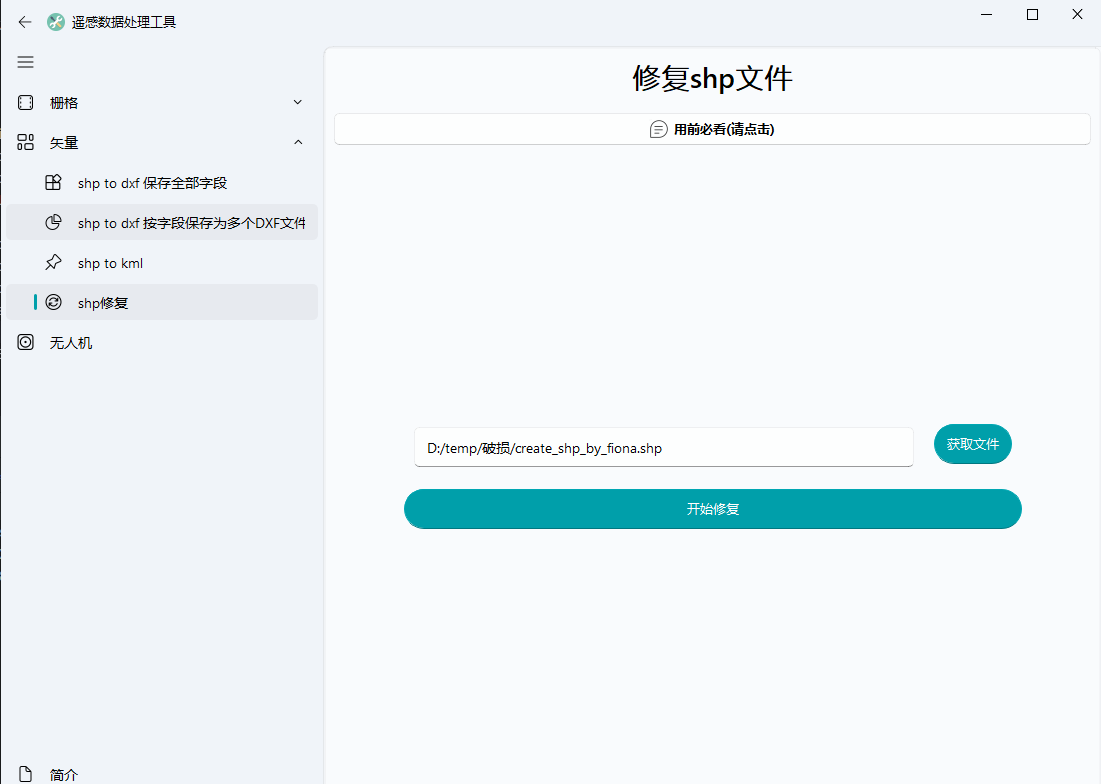 遥感数据处理工具
栅格
矢量
shp to dxf 保存全部字段
shp to dxf 按字段保存为多个DXF文件
shp to kml
shp修复
无人机
简介
修复shp文件
用前必看(请点击)
D:/temp/破损/create_shp_by_fiona.shp
获取文件
开始修复